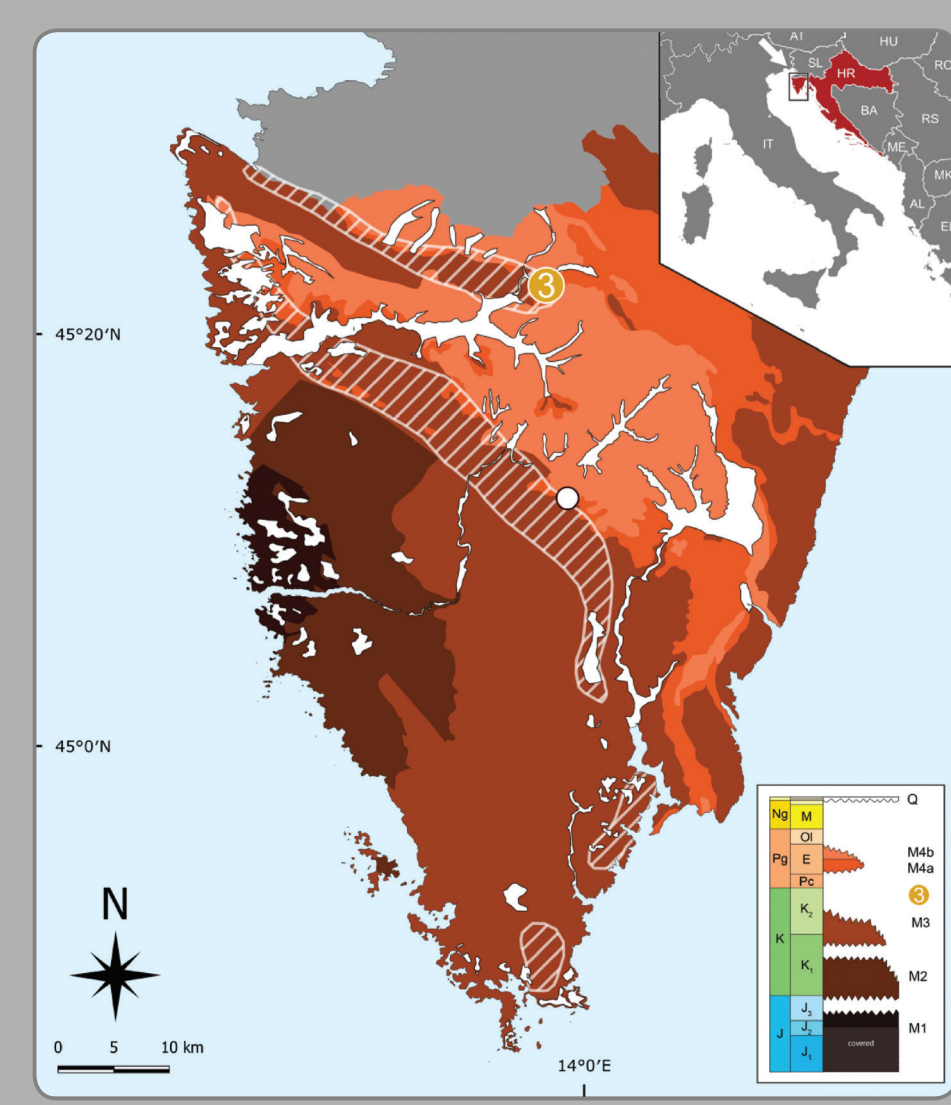 AT
HU
SL
HR
RO
BA
RS
IT
ME
MK
AL
3
45°20′N
45°0′N
N
0 5 10 km
14°0′E
Q
Ng M
Ol
Pg E
M4b
M4a
Pc
3
K₂
M3
K
K₁
M2
J₃
J J₂
M1
J₁
covered